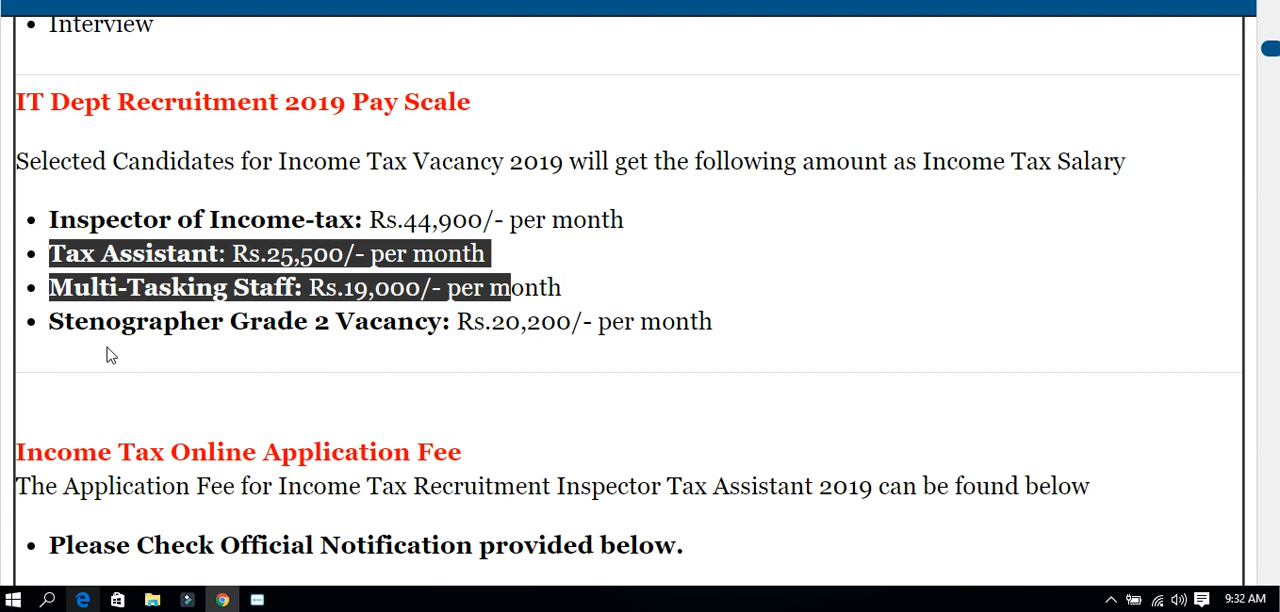 Interview
IT Dept Recruitment 2019 Pay Scale
Selected Candidates for Income Tax Vacancy 2019 will get the following amount as Income Tax Salary
Inspector of Income-tax: Rs.44,900/- per month
Tax Assistant: Rs.25,500/- per month
Multi-Tasking Staff: Rs.19,000/- per month
Stenographer Grade 2 Vacancy: Rs.20,200/- per month
Income Tax Online Application Fee
The Application Fee for Income Tax Recruitment Inspector Tax Assistant 2019 can be found below
Please Check Official Notification provided below.
9:32 AM